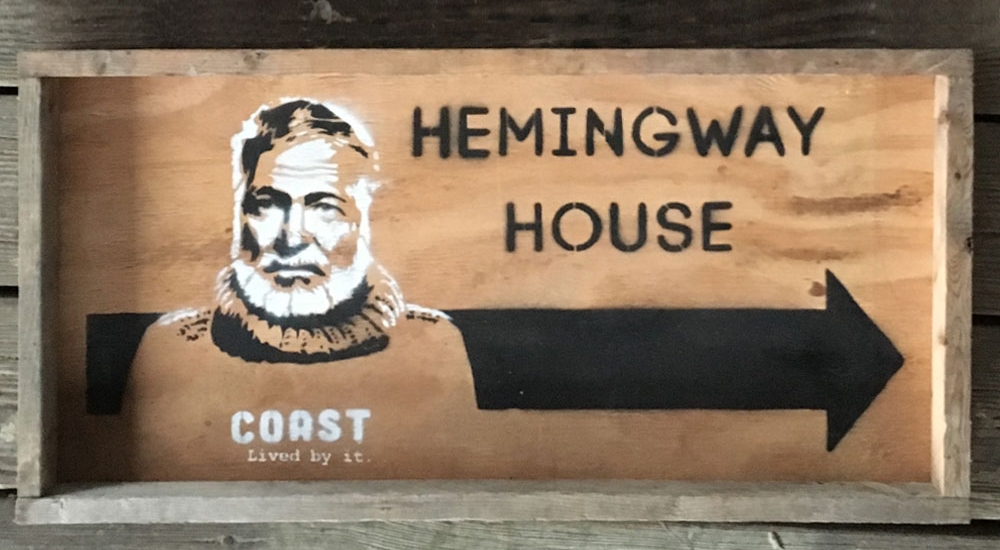 HEMINGWAY
HOUSE
COAST
Lived by it.